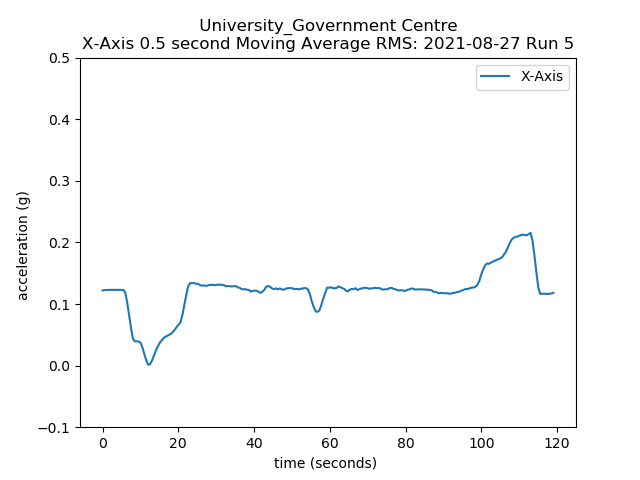 University_Government Centre
X-Axis 0.5 second Moving Average RMS: 2021-08-27 Run 5
X-Axis
0.5
0.4
0.3
0.2
0.1
0.0
−0.1
acceleration (g)
0 20 40 60 80 100 120
time (seconds)